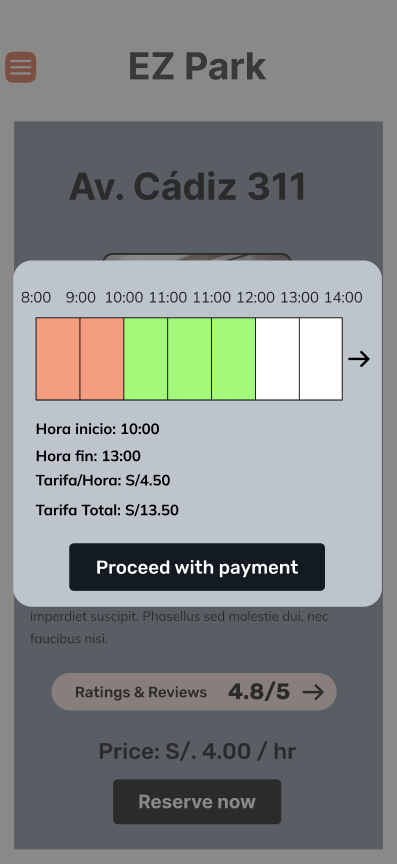 EZ Park
Av. Cádiz 311
8:00 9:00 10:00 11:00 11:00 12:00 13:00 14:00
Hora inicio: 10:00
Hora fin: 13:00
Tarifa/Hora: S/4.50
Tarifa Total: S/13.50
Proceed with payment
imperdiet suscipit. Phasellus sed molestie dui, nec
faucibus nisi.
Ratings & Reviews 4.8/5
Price: S/. 4.00 / hr
Reserve now